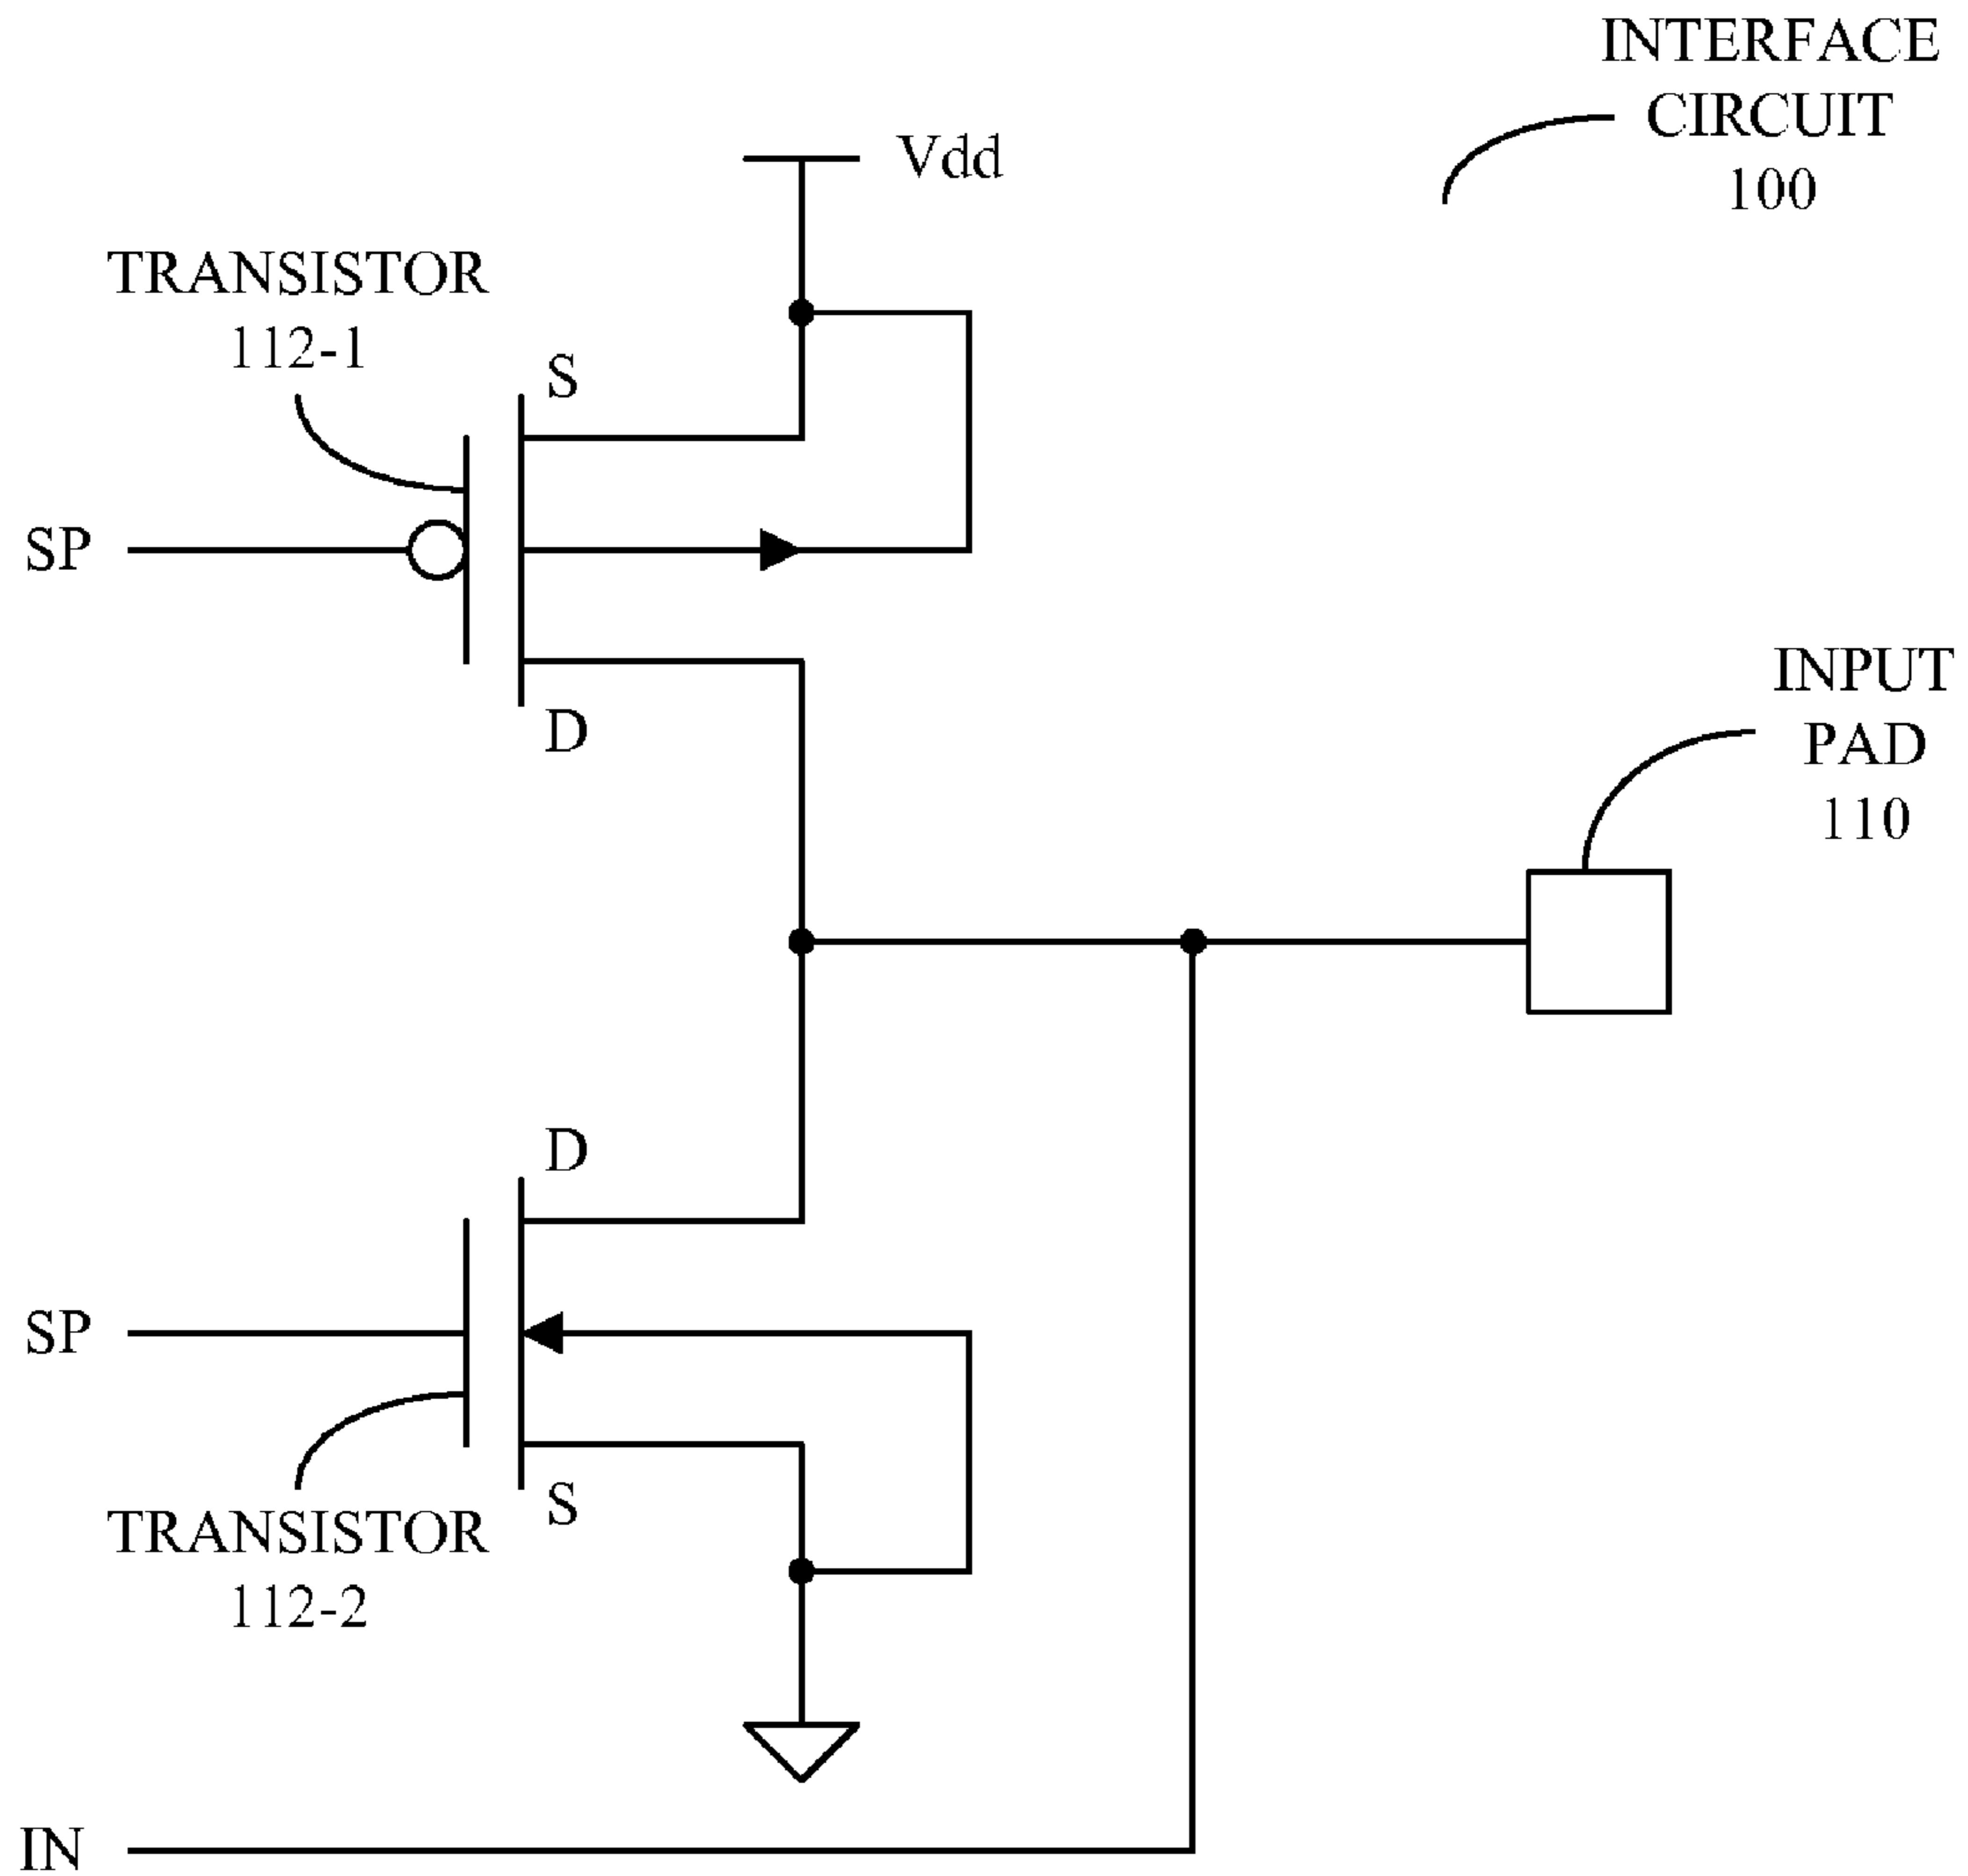 INTERFACE
CIRCUIT
100
Vdd
TRANSISTOR
112-1
S
SP
D
INPUT
PAD
110
D
SP
S
TRANSISTOR
112-2
IN